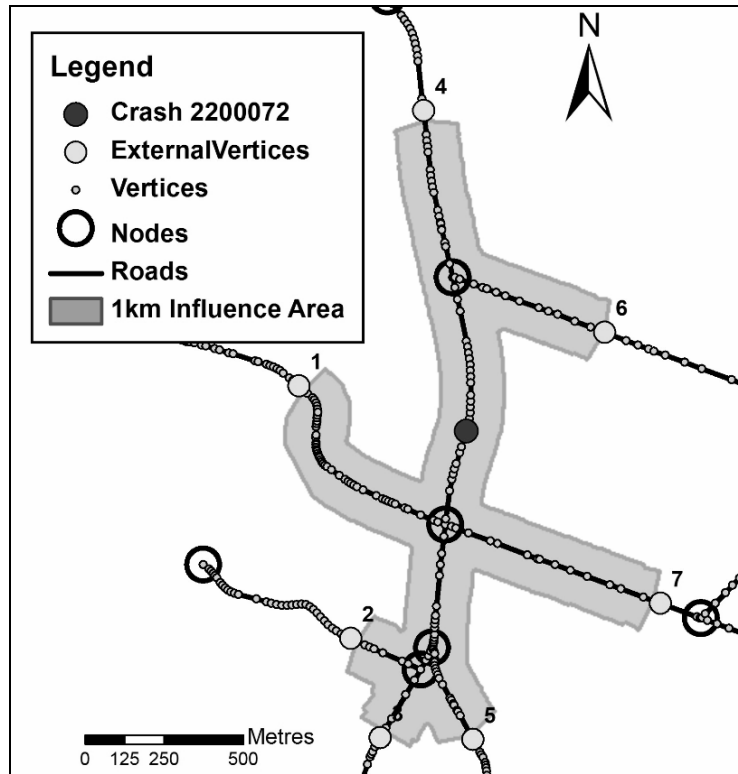 N
Legend
Crash 2200072
ExternalVertices
Vertices
Nodes
Roads
1km Influence Area
4
6
1
7
2
3
5
Metres
0 125 250 500